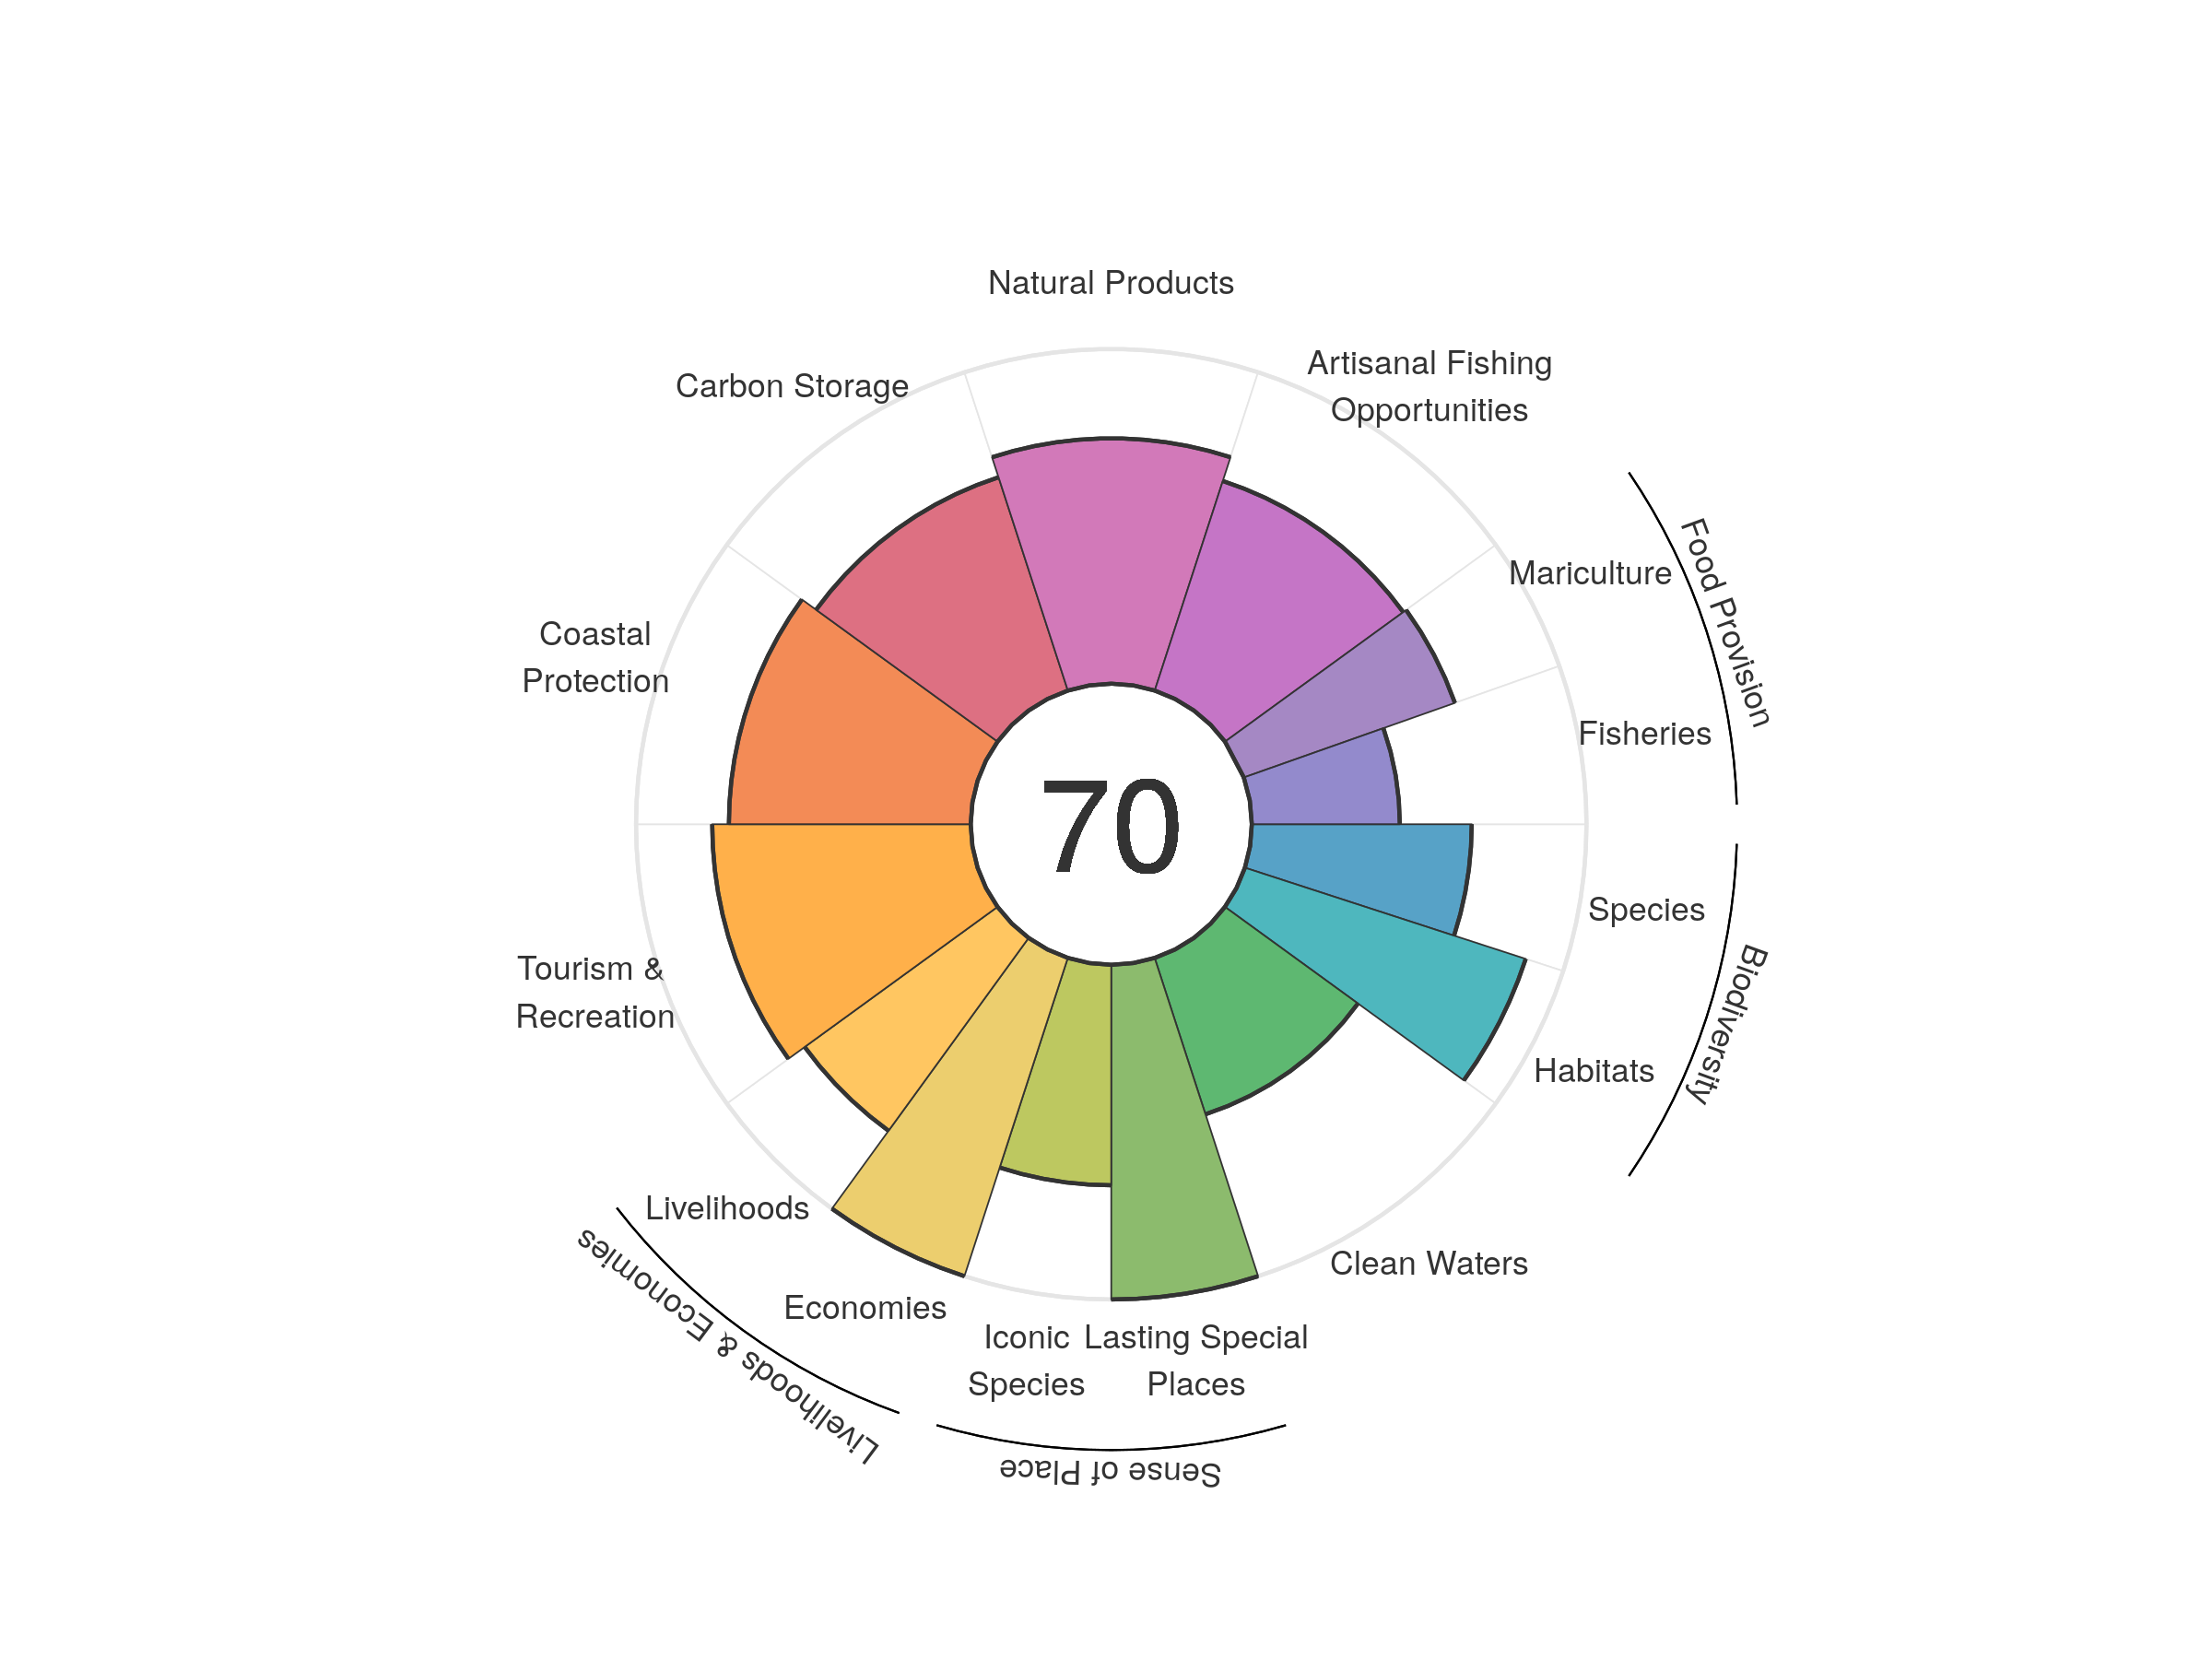 Natural Products
Artisanal Fishing
Opportunities
Carbon Storage
Mariculture
Food Provision
Coastal
Protection
Fisheries
70
Species
Biodiversity
Tourism &
Recreation
Habitats
Livelihoods
Clean Waters
Economies
Livelihoods & Economies
Iconic
Species
Lasting Special
Places
Sense of Place